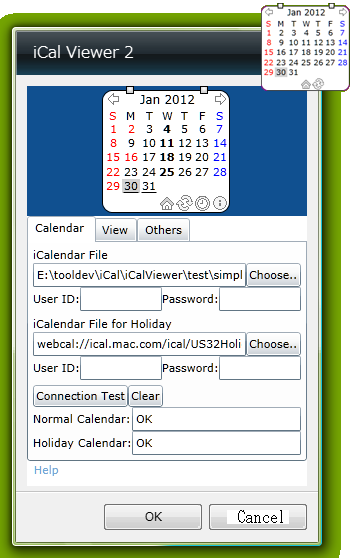 Jan 2012
S M T W T F S
1 2 3 4 5 6 7
8 9 10 11 12 13 14
15 16 17 18 19 20 21
22 23 24 25 26 27 28
29 30 31
iCal Viewer 2
Jan 2012
S M T W T F S
1 2 3 4 5 6 7
8 9 10 11 12 13 14
15 16 17 18 19 20 21
22 23 24 25 26 27 28
29 30 31
Calendar View Others
iCalendar File
E:\tooldev\iCal\iCalViewer\test\simpl Choose..
User ID: Password:
iCalendar File for Holiday
webcal://ical.mac.com/ical/US32Holi Choose..
User ID: Password:
Connection Test Clear
Normal Calendar: OK
Holiday Calendar: OK
Help
OK Cancel